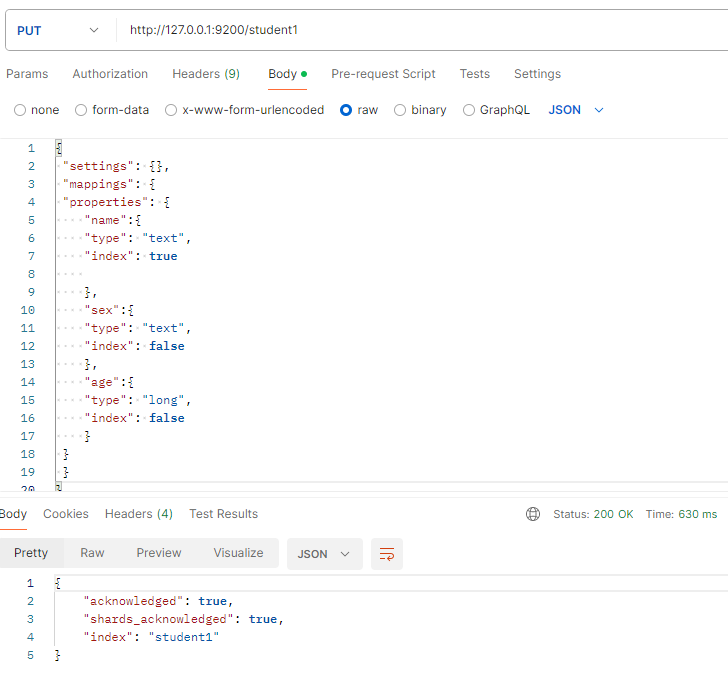 PUT http://127.0.0.1:9200/student1
Params Authorization Headers (9) Body Pre-request Script Tests Settings
none form-data x-www-form-urlencoded raw binary GraphQL JSON
1 {
2 "settings": {},
3 "mappings": {
4 "properties": {
5 "name":{
6 "type": "text",
7 "index": true
8
9 },
10 "sex":{
11 "type": "text",
12 "index": false
13 },
14 "age":{
15 "type": "long",
16 "index": false
17 }
18 }
19 }
20 }
Body Cookies Headers (4) Test Results Status: 200 OK Time: 630 ms
Pretty Raw Preview Visualize JSON
1 {
2 "acknowledged": true,
3 "shards_acknowledged": true,
4 "index": "student1"
5 }